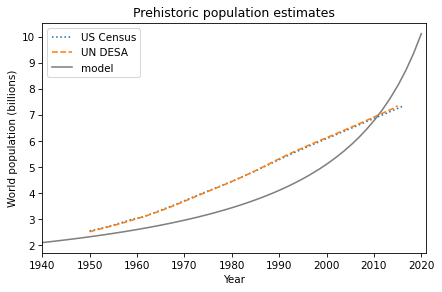 Prehistoric population estimates
US Census
UN DESA
model
World population (billions)
10
9
8
7
6
5
4
3
2
1940 1950 1960 1970 1980 1990 2000 2010 2020
Year